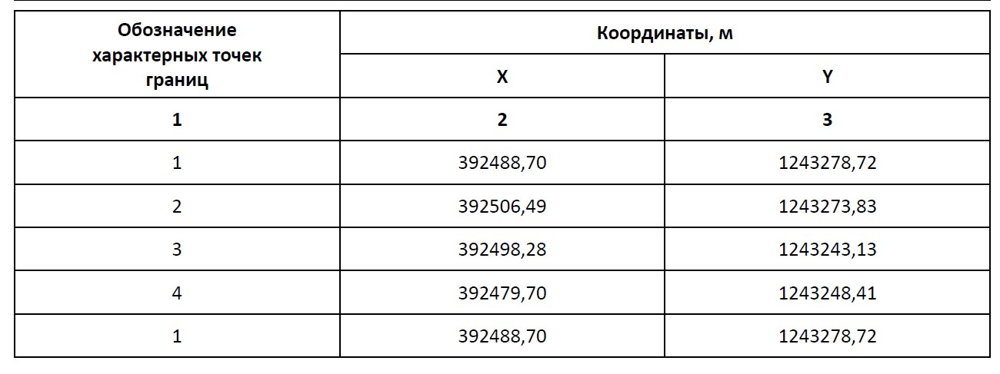 Обозначение
характерных точек
границ
Координаты, м
X Y
1 2 3
1 392488,70 1243278,72
2 392506,49 1243273,83
3 392498,28 1243243,13
4 392479,70 1243248,41
1 392488,70 1243278,72